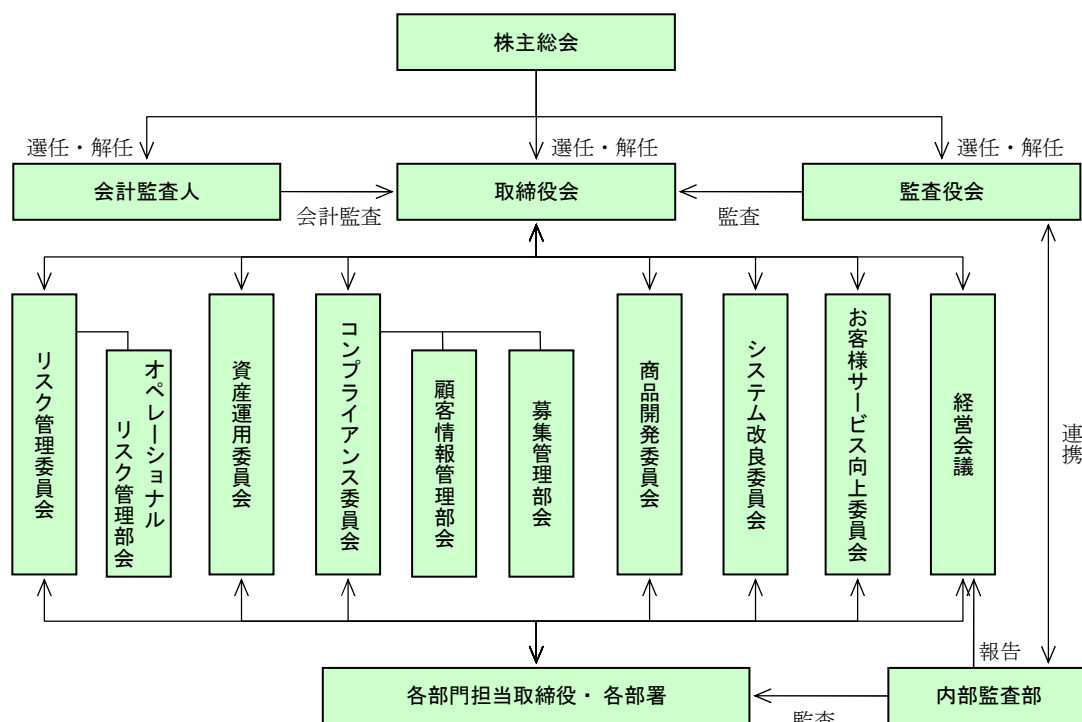 株主総会
選任・解任
選任・解任
選任・解任
会計監査人
取締役会
監査役会
会計監査
監査
リスク管理委員会
オペレーショナル
リスク管理部会
資産運用委員会
コンプライアンス委員会
顧客情報管理部会
募集管理部会
商品開発委員会
システム改良委員会
お客様サービス向上委員会
経営会議
連携
報告
各部門担当取締役・各部署
内部監査部
監査